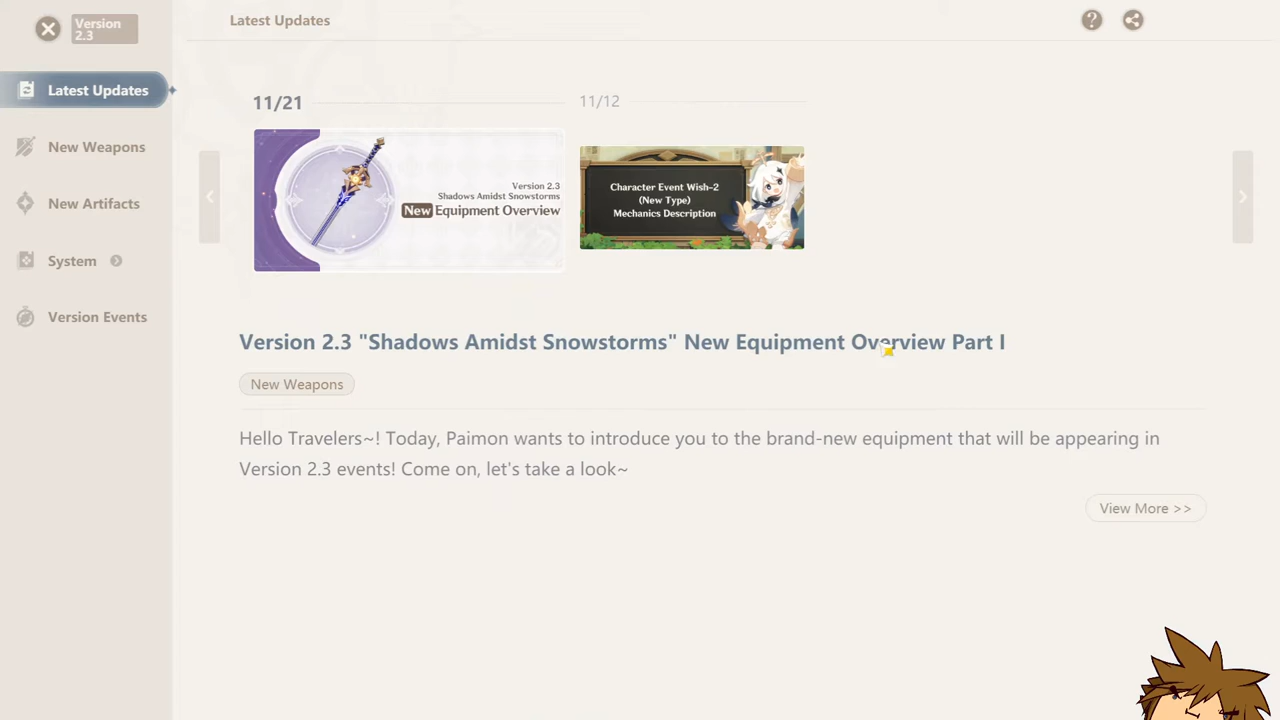 Version
2.3
Latest Updates
Latest Updates
New Weapons
New Artifacts
System
Version Events
11/21
11/12
Version 2.3
Shadows Amidst Snowstorms
New Equipment Overview
Character Event Wish-2
(New Type)
Mechanics Description
Version 2.3 "Shadows Amidst Snowstorms" New Equipment Overview Part I
New Weapons
Hello Travelers~! Today, Paimon wants to introduce you to the brand-new equipment that will be appearing in
Version 2.3 events! Come on, let's take a look~
View More >>